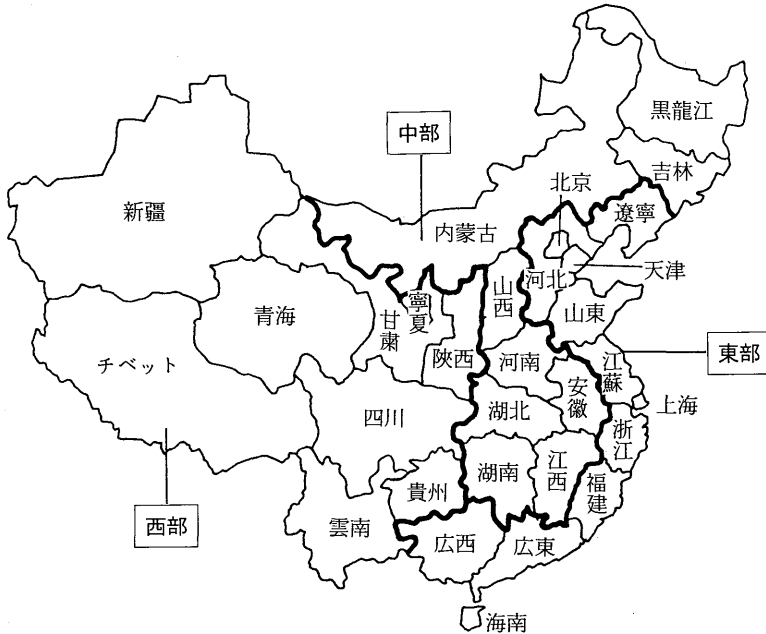 黒龍江
中部
吉林
北京
遼寧
新疆
内蒙古
天津
河北
山西
寧夏
青海
甘粛
山東
チベット
陝西
河南
江蘇
東部
安徽
上海
四川
湖北
浙江
湖南
江西
貴州
福建
西部
雲南
広西
広東
海南